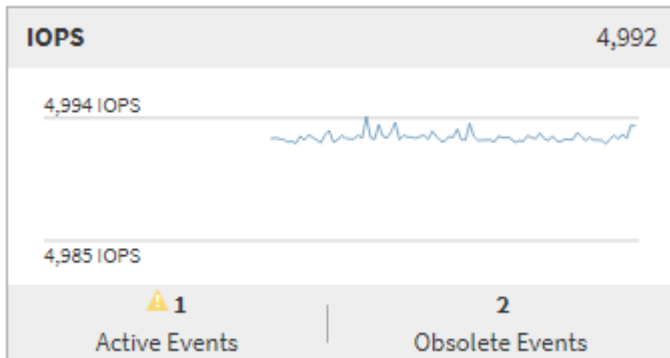 IOPS 4,992
4,994 IOPS
4,985 IOPS
1 2
Active Events Obsolete Events